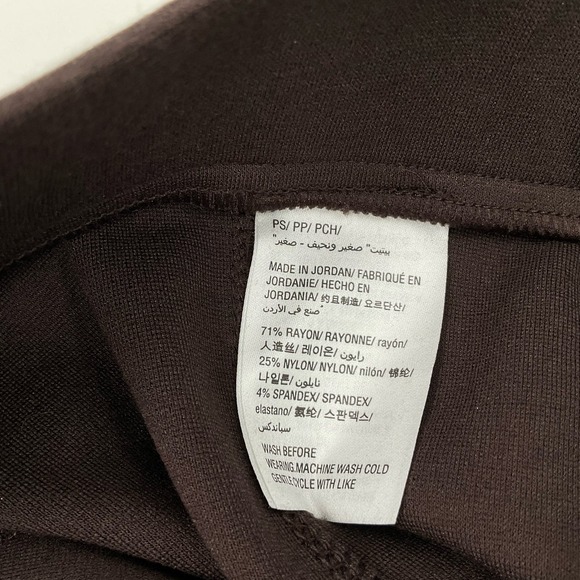 PS/ PP/ PCH/
"بيتيت" صغير ونحيف - صغير"
MADE IN JORDAN/ FABRIQUÉ EN
JORDANIE/ HECHO EN
JORDANIA/ 约旦制造/ 요르단산/
صنع في الأردن
71% RAYON/ RAYONNE/ rayón/
人造丝/ 레이온/ رايون
25% NYLON/ NYLON/ nilón/ 锦纶/
나일론/ نايلون
4% SPANDEX/ SPANDEX/
elastano/ 氨纶/ 스판덱스/
سباندكس
WASH BEFORE
WEARING.MACHINE WASH COLD
GENTLE CYCLE WITH LIKE